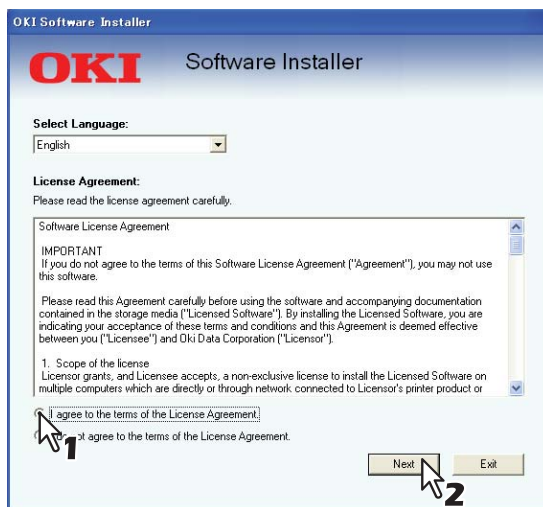 OKI Software Installer
OKI Software Installer
Select Language:
English
License Agreement:
Please read the license agreement carefully.
Software License Agreement
IMPORTANT
If you do not agree to the terms of this Software License Agreement ("Agreement"), you may not use
this software.
Please read this Agreement carefully before using the software and accompanying documentation
contained in the storage media ("Licensed Software"). By installing the Licensed Software, you are
indicating your acceptance of these terms and conditions and this Agreement is deemed effective
between you ("Licensee") and Oki Data Corporation ("Licensor").
1. Scope of the license
Licensor grants, and Licensee accepts, a non-exclusive license to install the Licensed Software on
multiple computers which are directly or through network connected to Licensor's printer product or
I agree to the terms of the License Agreement.
1
agree to the terms of the License Agreement.
Next Exit
2